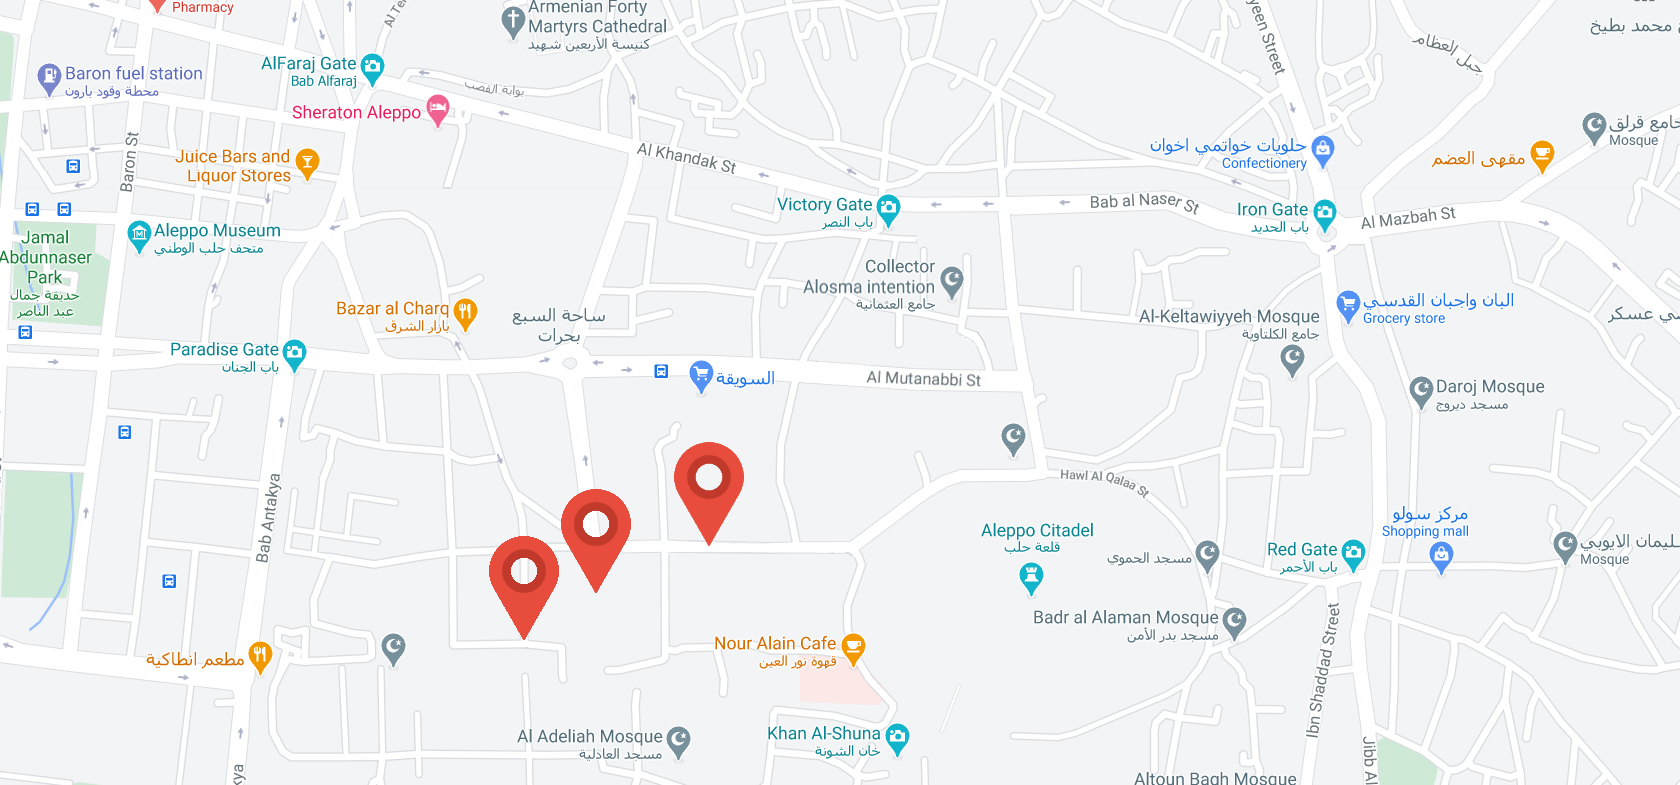 Pharmacy
Al Te
Armenian Forty
Martyrs Cathedral
كنيسة الأربعين شهيد
yeen Street
محمد بطيخ
جبل العظام
AlFaraj Gate
Bab Alfaraj
Baron fuel station
محطة وقود بارون
بوابة القصب
Sheraton Aleppo
جامع قرلق
Mosque
Juice Bars and
Liquor Stores
Baron St
Al Khandak St
حلويات خواتمي اخوان
Confectionery
مقهى العضم
Victory Gate
باب النصر
Bab al Naser St
Iron Gate
باب الحديد
Al Mazbah St
Aleppo Museum
متحف حلب الوطني
Jamal
Abdunnaser
Park
حديقة جمال
عبد الناصر
Collector
Alosma intention
جامع العثمانية
Bazar al Charq
بازار الشرق
ساحة السبع
بحرات
Al-Keltawiyyeh Mosque
جامع الكلتاوية
البان واجبان القدسي
Grocery store
ي عسكر
Paradise Gate
باب الجنان
السويقة
Al Mutanabbi St
Daroj Mosque
مسجد ديروج
Hawl Al Qalaa St
Bab Antakya
Aleppo Citadel
قلعة حلب
مسجد الحموي
Red Gate
باب الأحمر
مركز سولو
Shopping mall
سليمان الايوبي
Mosque
Badr al Alaman Mosque
مسجد بدر الأمن
مطعم انطاكية
Nour Alain Cafe
قهوة نور العين
Ibn Shaddad Street
Al Adeliah Mosque
مسجد العادلية
Khan Al-Shuna
خان الشونة
kya
Jibb Al
Altoun Bagh Mosque